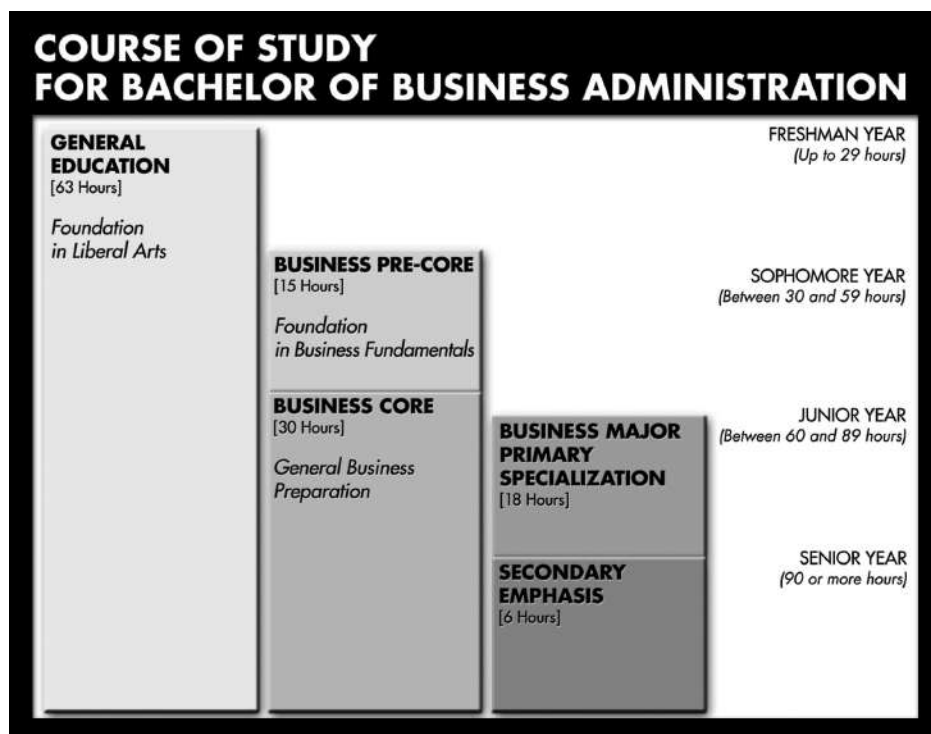 COURSE OF STUDY
FOR BACHELOR OF BUSINESS ADMINISTRATION
GENERAL
EDUCATION
[63 Hours]
Foundation
in Liberal Arts
BUSINESS PRE-CORE
[15 Hours]
Foundation
in Business Fundamentals
BUSINESS CORE
[30 Hours]
General Business
Preparation
BUSINESS MAJOR
PRIMARY
SPECIALIZATION
[18 Hours]
SECONDARY
EMPHASIS
[6 Hours]
FRESHMAN YEAR
(Up to 29 hours)
SOPHOMORE YEAR
(Between 30 and 59 hours)
JUNIOR YEAR
(Between 60 and 89 hours)
SENIOR YEAR
(90 or more hours)